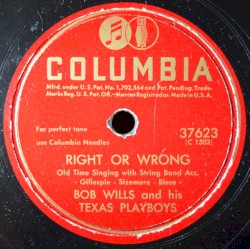 COLUMBIA
Mfd. under U.S. Pat. No. 1,702,564 and Pat. Pending, Trade-
Marks Reg. U.S. Pat. Off.—Marcas Registradas. Made in U.S.A.
For perfect tone
use Columbia Needles
37623
(C 1303)
RIGHT OR WRONG
Old Time Singing with String Band Acc.
- Gillespie - Sizemore - Biese -
BOB WILLS and his
TEXAS PLAYBOYS